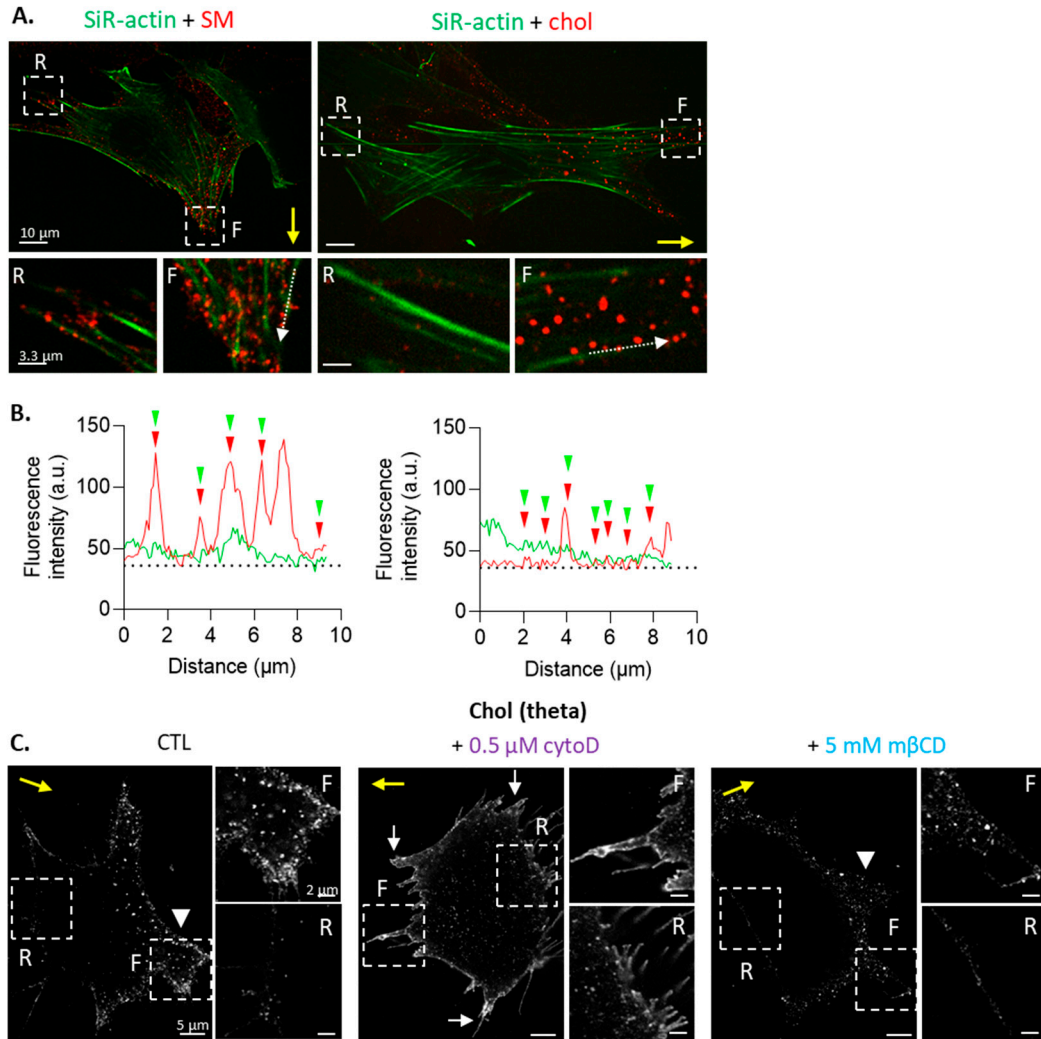 A.
SiR-actin + SM
SiR-actin + chol
R
F
10 µm
R
F
R
3.3 µm
F
R
F
B.
Fluorescence
intensity (a.u.)
150
100
50
0
0 2 4 6 8 10
Distance (µm)
Fluorescence
intensity (a.u.)
150
100
50
0
0 2 4 6 8 10
Distance (µm)
Chol (theta)
C.
CTL
+ 0.5 µM cytoD
+ 5 mM mβCD
R
F
5 µm
F
2 µm
R
F
R
F
R
R
F
F
R